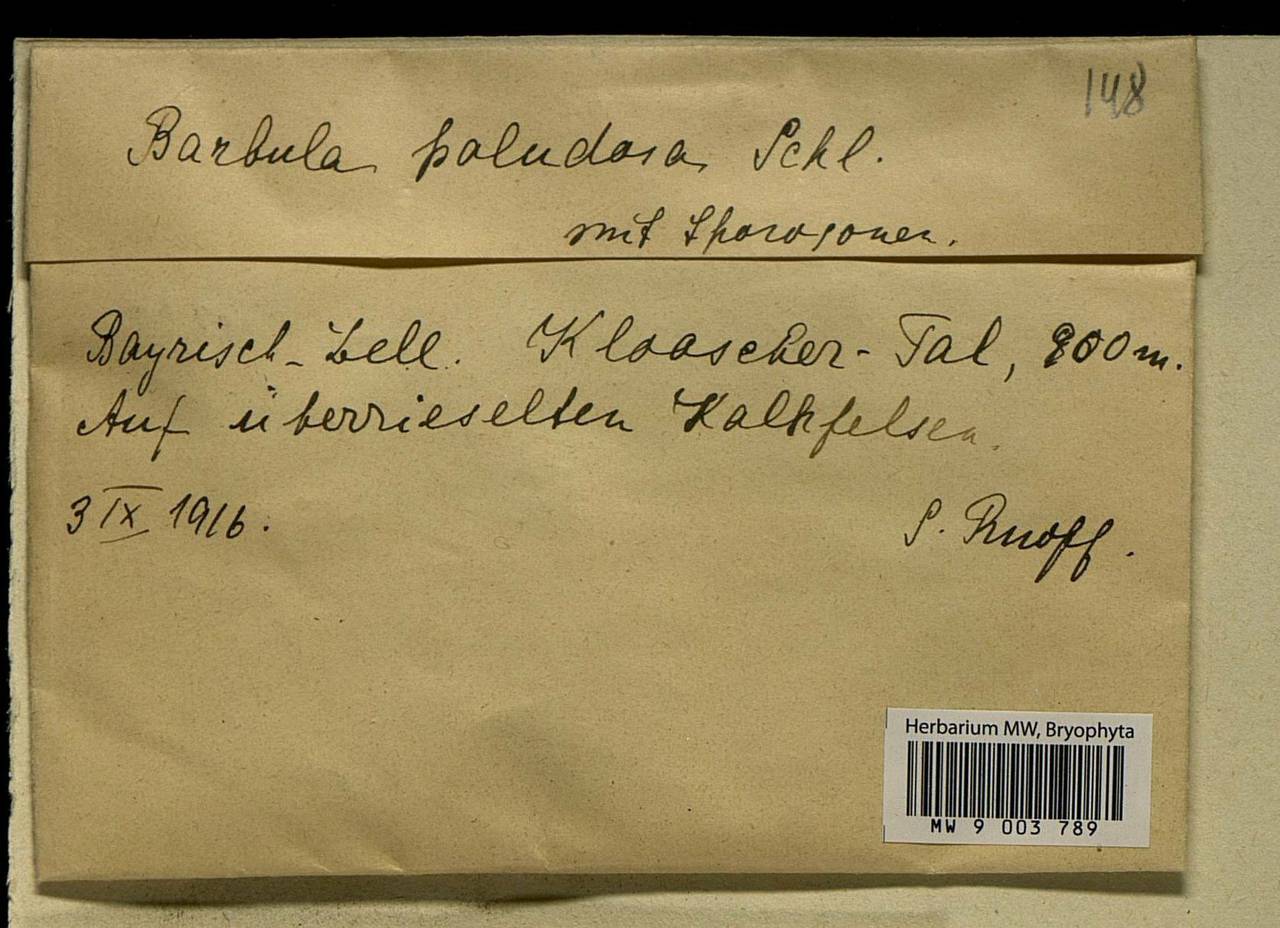 148
Barbula paludosa Schl.
mit Sporogonen.
Bayrisch-Zell. Kloascher-Tal, 800 m.
Auf überrieselten Kalkfelsen.
3 IX 1916.
S. Ruoff.
Herbarium MW, Bryophyta
MW 9 003 789